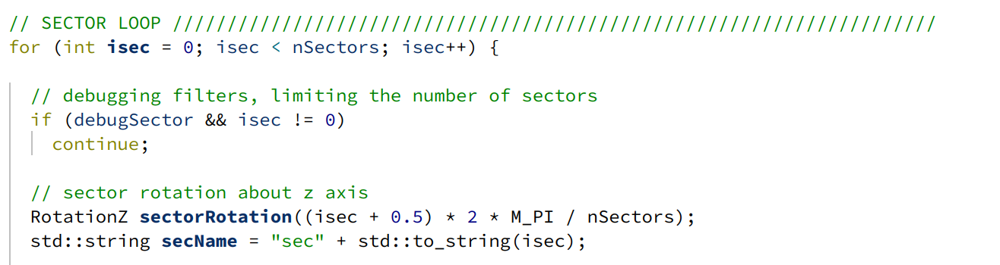 // SECTOR LOOP //////////////////////////////////////////////////////////////////////
for (int isec = 0; isec < nSectors; isec++) {
// debugging filters, limiting the number of sectors
if (debugSector && isec != 0)
continue;
// sector rotation about z axis
RotationZ sectorRotation((isec + 0.5) * 2 * M_PI / nSectors);
std::string secName = "sec" + std::to_string(isec);